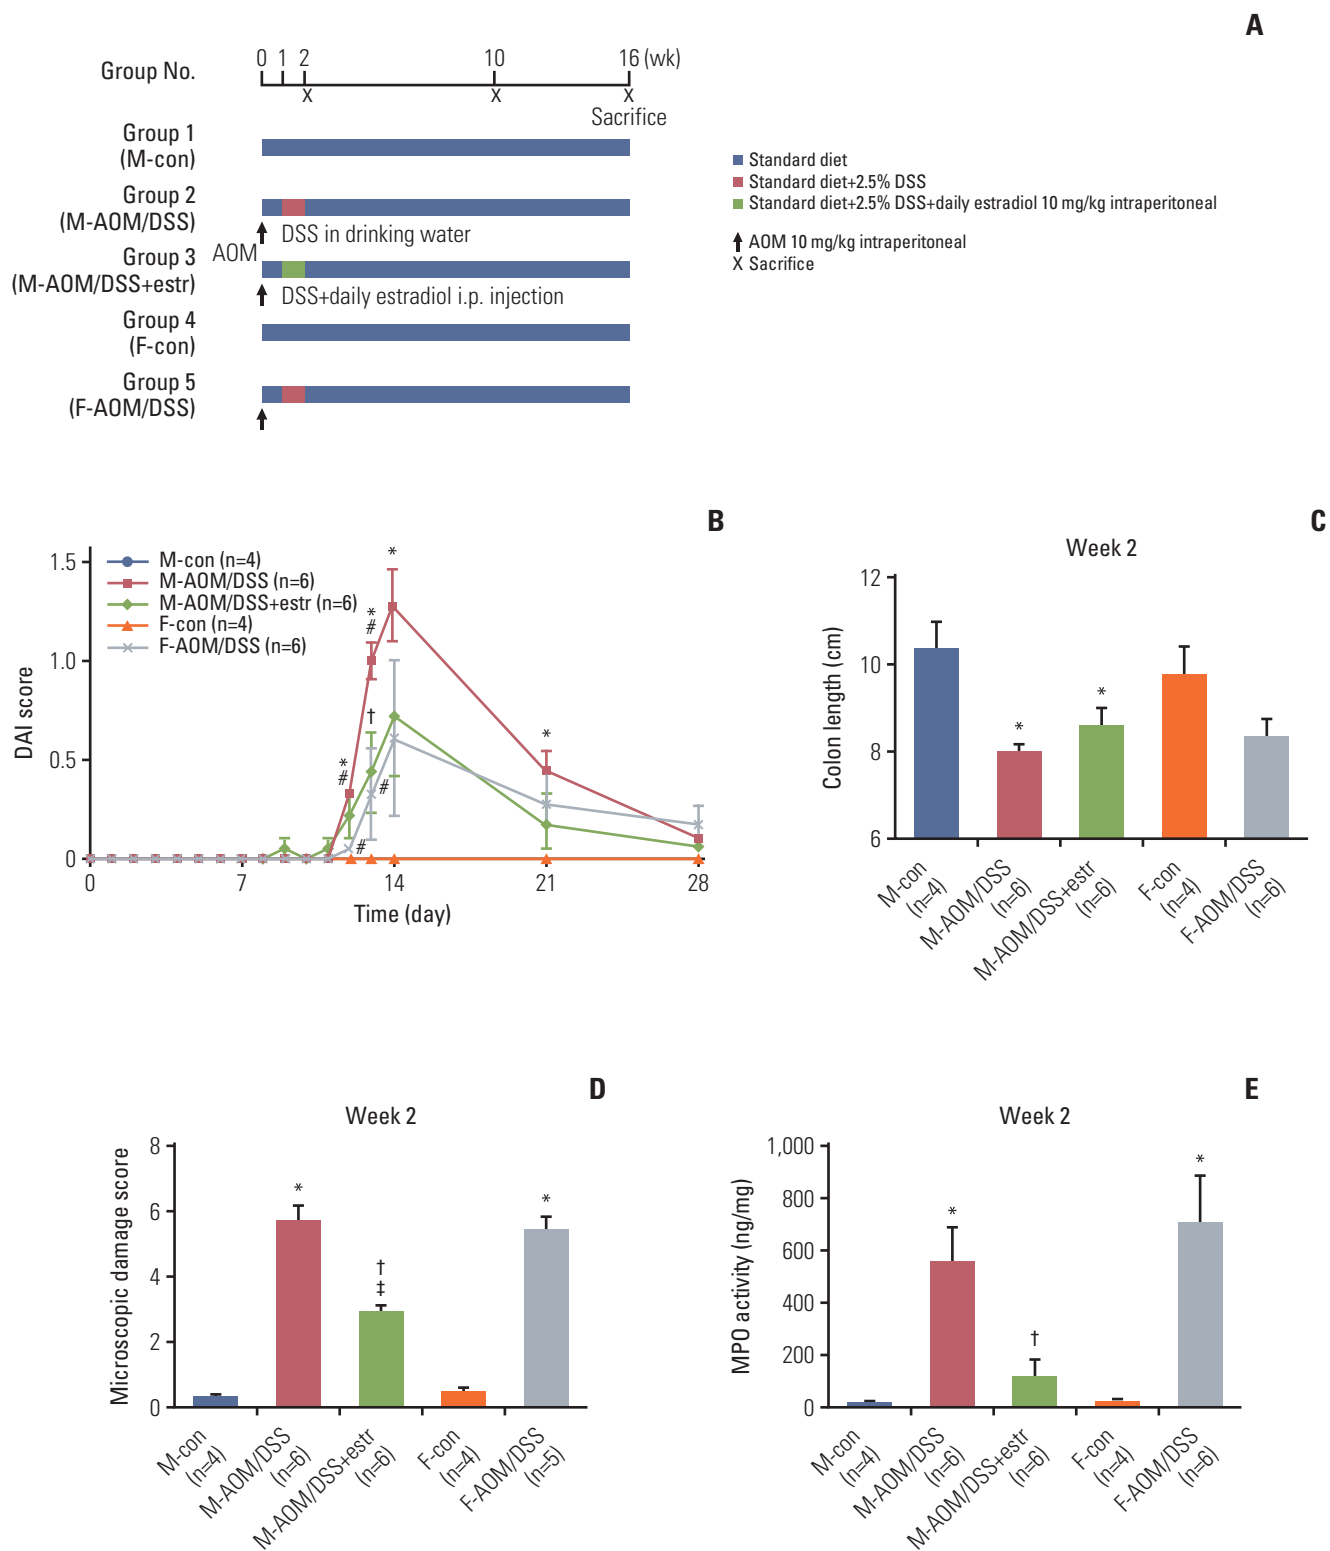 A
Group No.
0 1 2 10 16 (wk)
X X X
Sacrifice
Group 1
(M-con)
Group 2
(M-AOM/DSS)
DSS in drinking water
AOM
Group 3
(M-AOM/DSS+estr)
DSS+daily estradiol i.p. injection
Group 4
(F-con)
Group 5
(F-AOM/DSS)
Standard diet
Standard diet+2.5% DSS
Standard diet+2.5% DSS+daily estradiol 10 mg/kg intraperitoneal
AOM 10 mg/kg intraperitoneal
X Sacrifice
B
DAI score
1.5
1.0
0.5
0
M-con (n=4)
M-AOM/DSS (n=6)
M-AOM/DSS+estr (n=6)
F-con (n=4)
F-AOM/DSS (n=6)
*
*
#
†
*
#
#
#
*
0 7 14 21 28
Time (day)
C
Week 2
Colon length (cm)
12
10
8
6
*
*
M-con
(n=4)
M-AOM/DSS
(n=6)
M-AOM/DSS+estr
(n=6)
F-con
(n=4)
F-AOM/DSS
(n=6)
D
Week 2
Microscopic damage score
8
6
4
2
0
*
†
‡
*
M-con
(n=4)
M-AOM/DSS
(n=6)
M-AOM/DSS+estr
(n=6)
F-con
(n=4)
F-AOM/DSS
(n=5)
E
Week 2
MPO activity (ng/mg)
1,000
800
600
400
200
0
*
†
*
M-con
(n=4)
M-AOM/DSS
(n=6)
M-AOM/DSS+estr
(n=6)
F-con
(n=4)
F-AOM/DSS
(n=6)